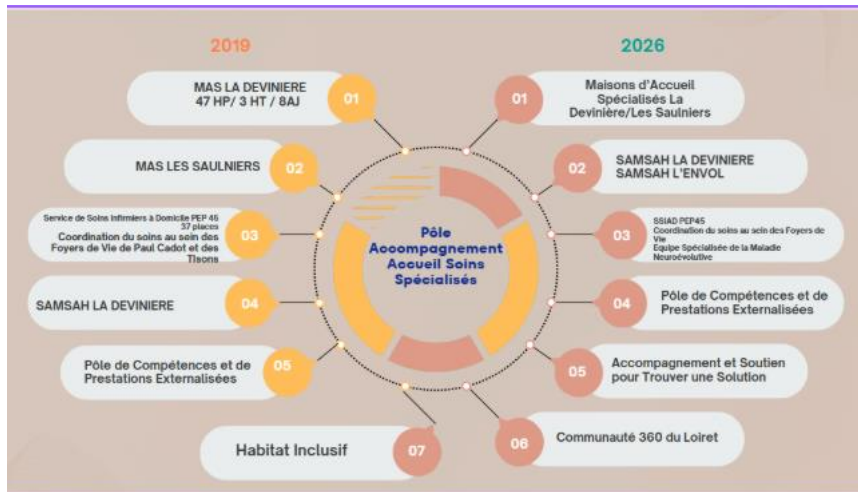 2019
2026
MAS LA DEVINIERE
47 HP/ 3 HT / 8AJ
01
MAS LES SAULNIERS
02
Service de Soins Infirmiers à Domicile PEP 45
37 places
Coordination du soins au sein des
Foyers de Vie de Paul Cadot et des
Tisons
03
SAMSAH LA DEVINIERE
04
Pôle de Compétences et de
Prestations Externalisées
05
Pôle
Accompagnement
Accueil Soins
Spécialisés
01
Maisons d'Accueil
Spécialisés La
Devinière/Les Saulniers
02
SAMSAH LA DEVINIERE
SAMSAH L'ENVOL
03
SSIAD PEP45
Coordination du soins au sein des Foyers de
Vie
Equipe Spécialisée de la Maladie
Neuroévolutive
04
Pôle de Compétences et de
Prestations Externalisées
05
Accompagnement et Soutien
pour Trouver une Solution
06
Communauté 360 du Loiret
Habitat Inclusif
07